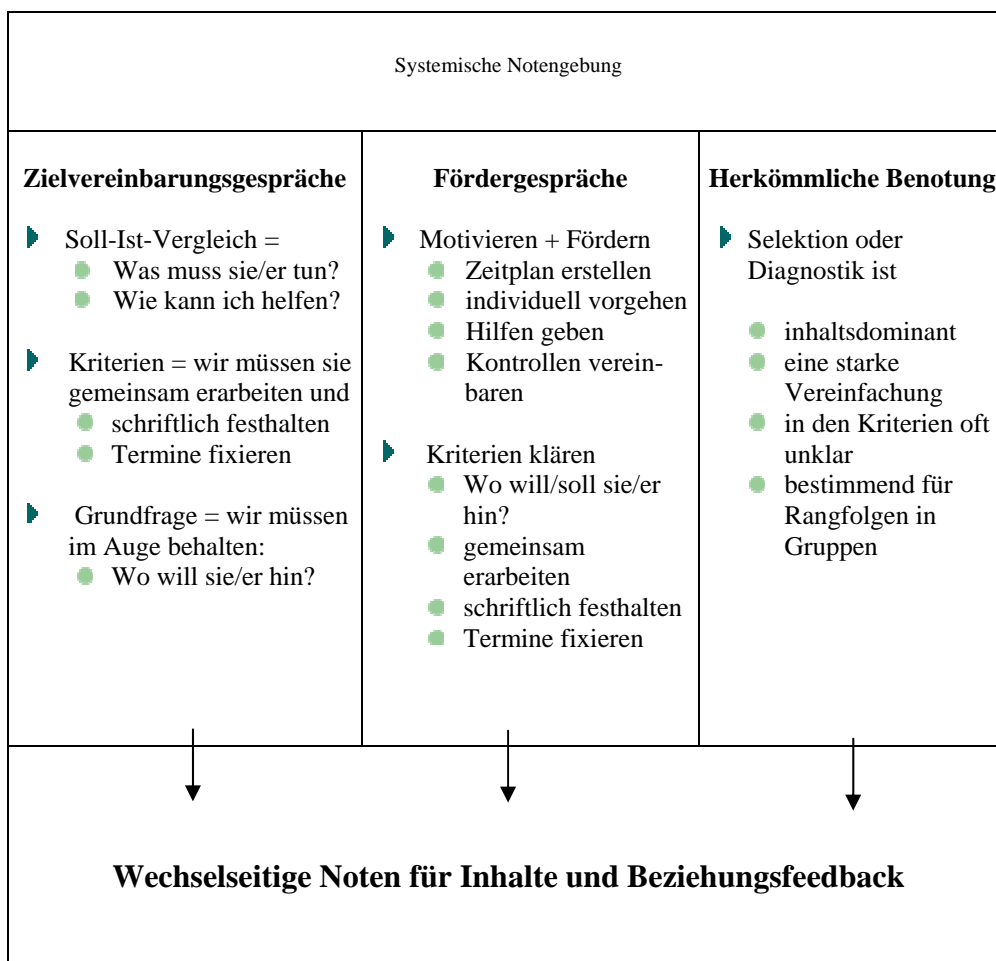 Systemische Notengebung
Zielvereinbarungsgespräche
Soll-Ist-Vergleich =
Was muss sie/er tun?
Wie kann ich helfen?
Kriterien = wir müssen sie
gemeinsam erarbeiten und
schriftlich festhalten
Termine fixieren
Grundfrage = wir müssen
im Auge behalten:
Wo will sie/er hin?
Fördergespräche
Motivieren + Fördern
Zeitplan erstellen
individuell vorgehen
Hilfen geben
Kontrollen verein-
baren
Kriterien klären
Wo will/soll sie/er
hin?
gemeinsam
erarbeiten
schriftlich festhalten
Termine fixieren
Herkömmliche Benotung
Selektion oder
Diagnostik ist
inhaltsdominant
eine starke
Vereinfachung
in den Kriterien oft
unklar
bestimmend für
Rangfolgen in
Gruppen
Wechselseitige Noten für Inhalte und Beziehungsfeedback